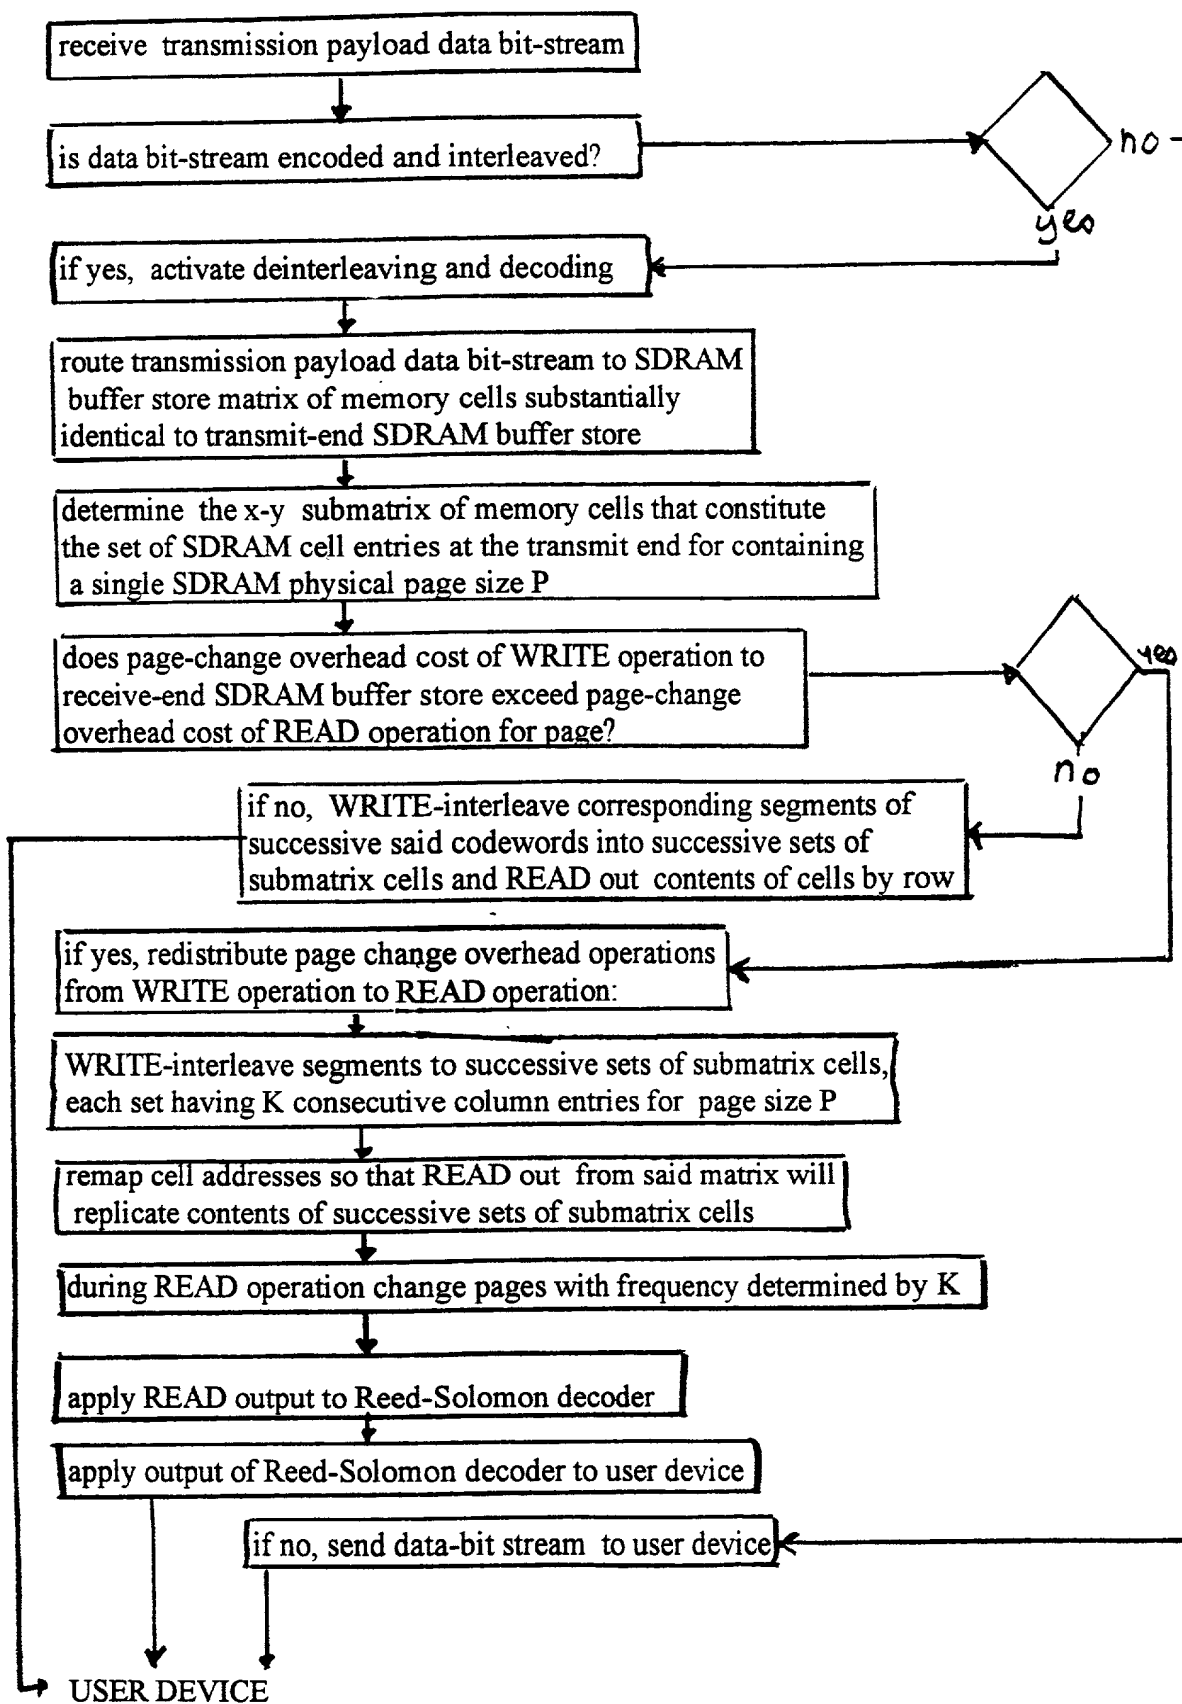 receive transmission payload data bit-stream
is data bit-stream encoded and interleaved?
no
yes
if yes, activate deinterleaving and decoding
route transmission payload data bit-stream to SDRAM
buffer store matrix of memory cells substantially
identical to transmit-end SDRAM buffer store
determine the x-y submatrix of memory cells that constitute
the set of SDRAM cell entries at the transmit end for containing
a single SDRAM physical page size P
does page-change overhead cost of WRITE operation to
receive-end SDRAM buffer store exceed page-change
overhead cost of READ operation for page?
yes
no
if no, WRITE-interleave corresponding segments of
successive said codewords into successive sets of
submatrix cells and READ out contents of cells by row
if yes, redistribute page change overhead operations
from WRITE operation to READ operation:
WRITE-interleave segments to successive sets of submatrix cells,
each set having K consecutive column entries for page size P
remap cell addresses so that READ out from said matrix will
replicate contents of successive sets of submatrix cells
during READ operation change pages with frequency determined by K
apply READ output to Reed-Solomon decoder
apply output of Reed-Solomon decoder to user device
if no, send data-bit stream to user device
USER DEVICE